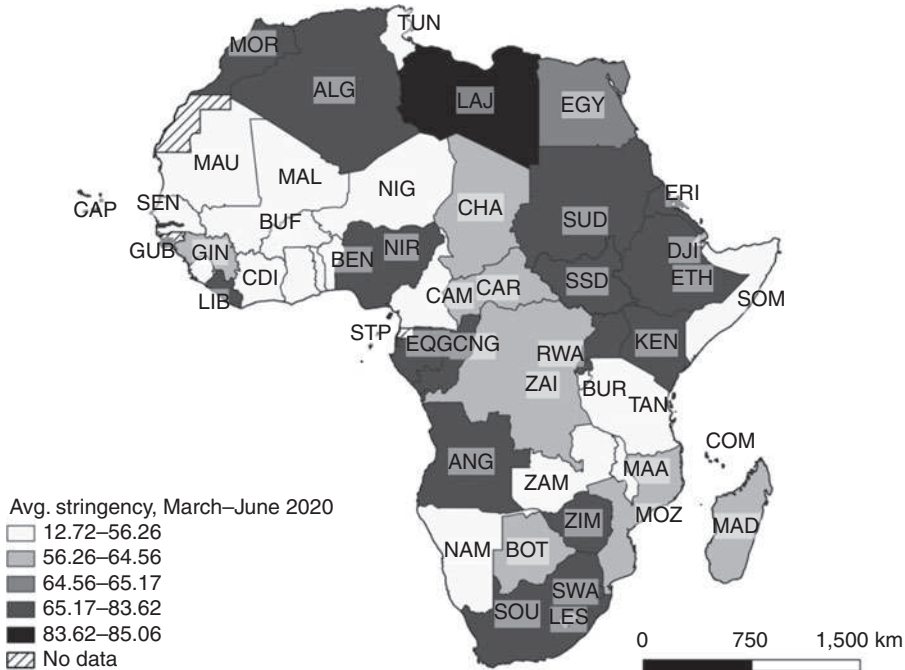 TUN
MOR
ALG
LAJ
EGY
MAU
MAL
NIG
CHA
SUD
ERI
CAP
SEN
BUF
GUB
GIN
BEN
NIR
DJI
CDI
SSD
ETH
LIB
CAM
CAR
SOM
STP
EQG
CNG
RWA
KEN
ZAI
BUR
TAN
COM
ANG
ZAM
MAA
MOZ
MAD
ZIM
NAM
BOT
SWA
SOU
LES
Avg. stringency, March–June 2020
12.72–56.26
56.26–64.56
64.56–65.17
65.17–83.62
83.62–85.06
No data
0 750 1,500 km